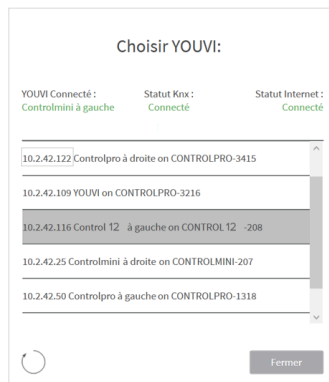 Choisir YOUVI:
YOUVI Connecté : Statut Knx : Statut Internet :
Controlmini à gauche Connecté Connecté
10.2.42.122 Controlpro à droite on CONTROLPRO-3415
10.2.42.109 YOUVI on CONTROLPRO-3216
10.2.42.116 Control 12 à gauche on CONTROL 12 -208
10.2.42.25 Controlmini à droite on CONTROLMINI-207
10.2.42.50 Controlpro à gauche on CONTROLPRO-1318
Fermer